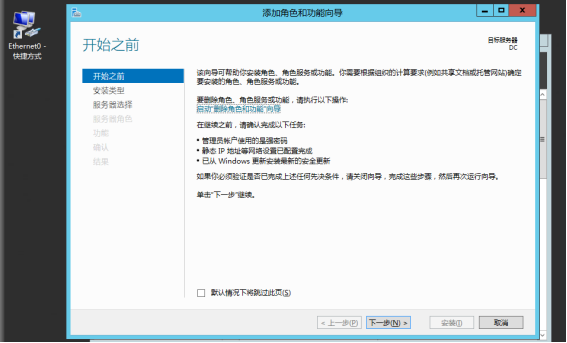 添加角色和功能向导
Ethernet0 -
快捷方式
开始之前
目标服务器
DC
开始之前
安装类型
服务器选择
服务器角色
功能
确认
结果
该向导可帮助你安装角色、角色服务或功能。你需要根据组织的计算要求(例如共享文档或托管网站)确定
要安装的角色、角色服务或功能。
要删除角色、角色服务或功能，请执行以下操作:
启动“删除角色和功能”向导
在继续之前，请确认完成以下任务:
• 管理员帐户使用的是强密码
• 静态 IP 地址等网络设置已配置完成
• 已从 Windows 更新安装最新的安全更新
如果你必须验证是否已完成上述任何先决条件，请关闭向导，完成这些步骤，然后再次运行向导。
单击“下一步”继续。
默认情况下将跳过此页(S)
< 上一步(P)
下一步(N) >
安装(I)
取消